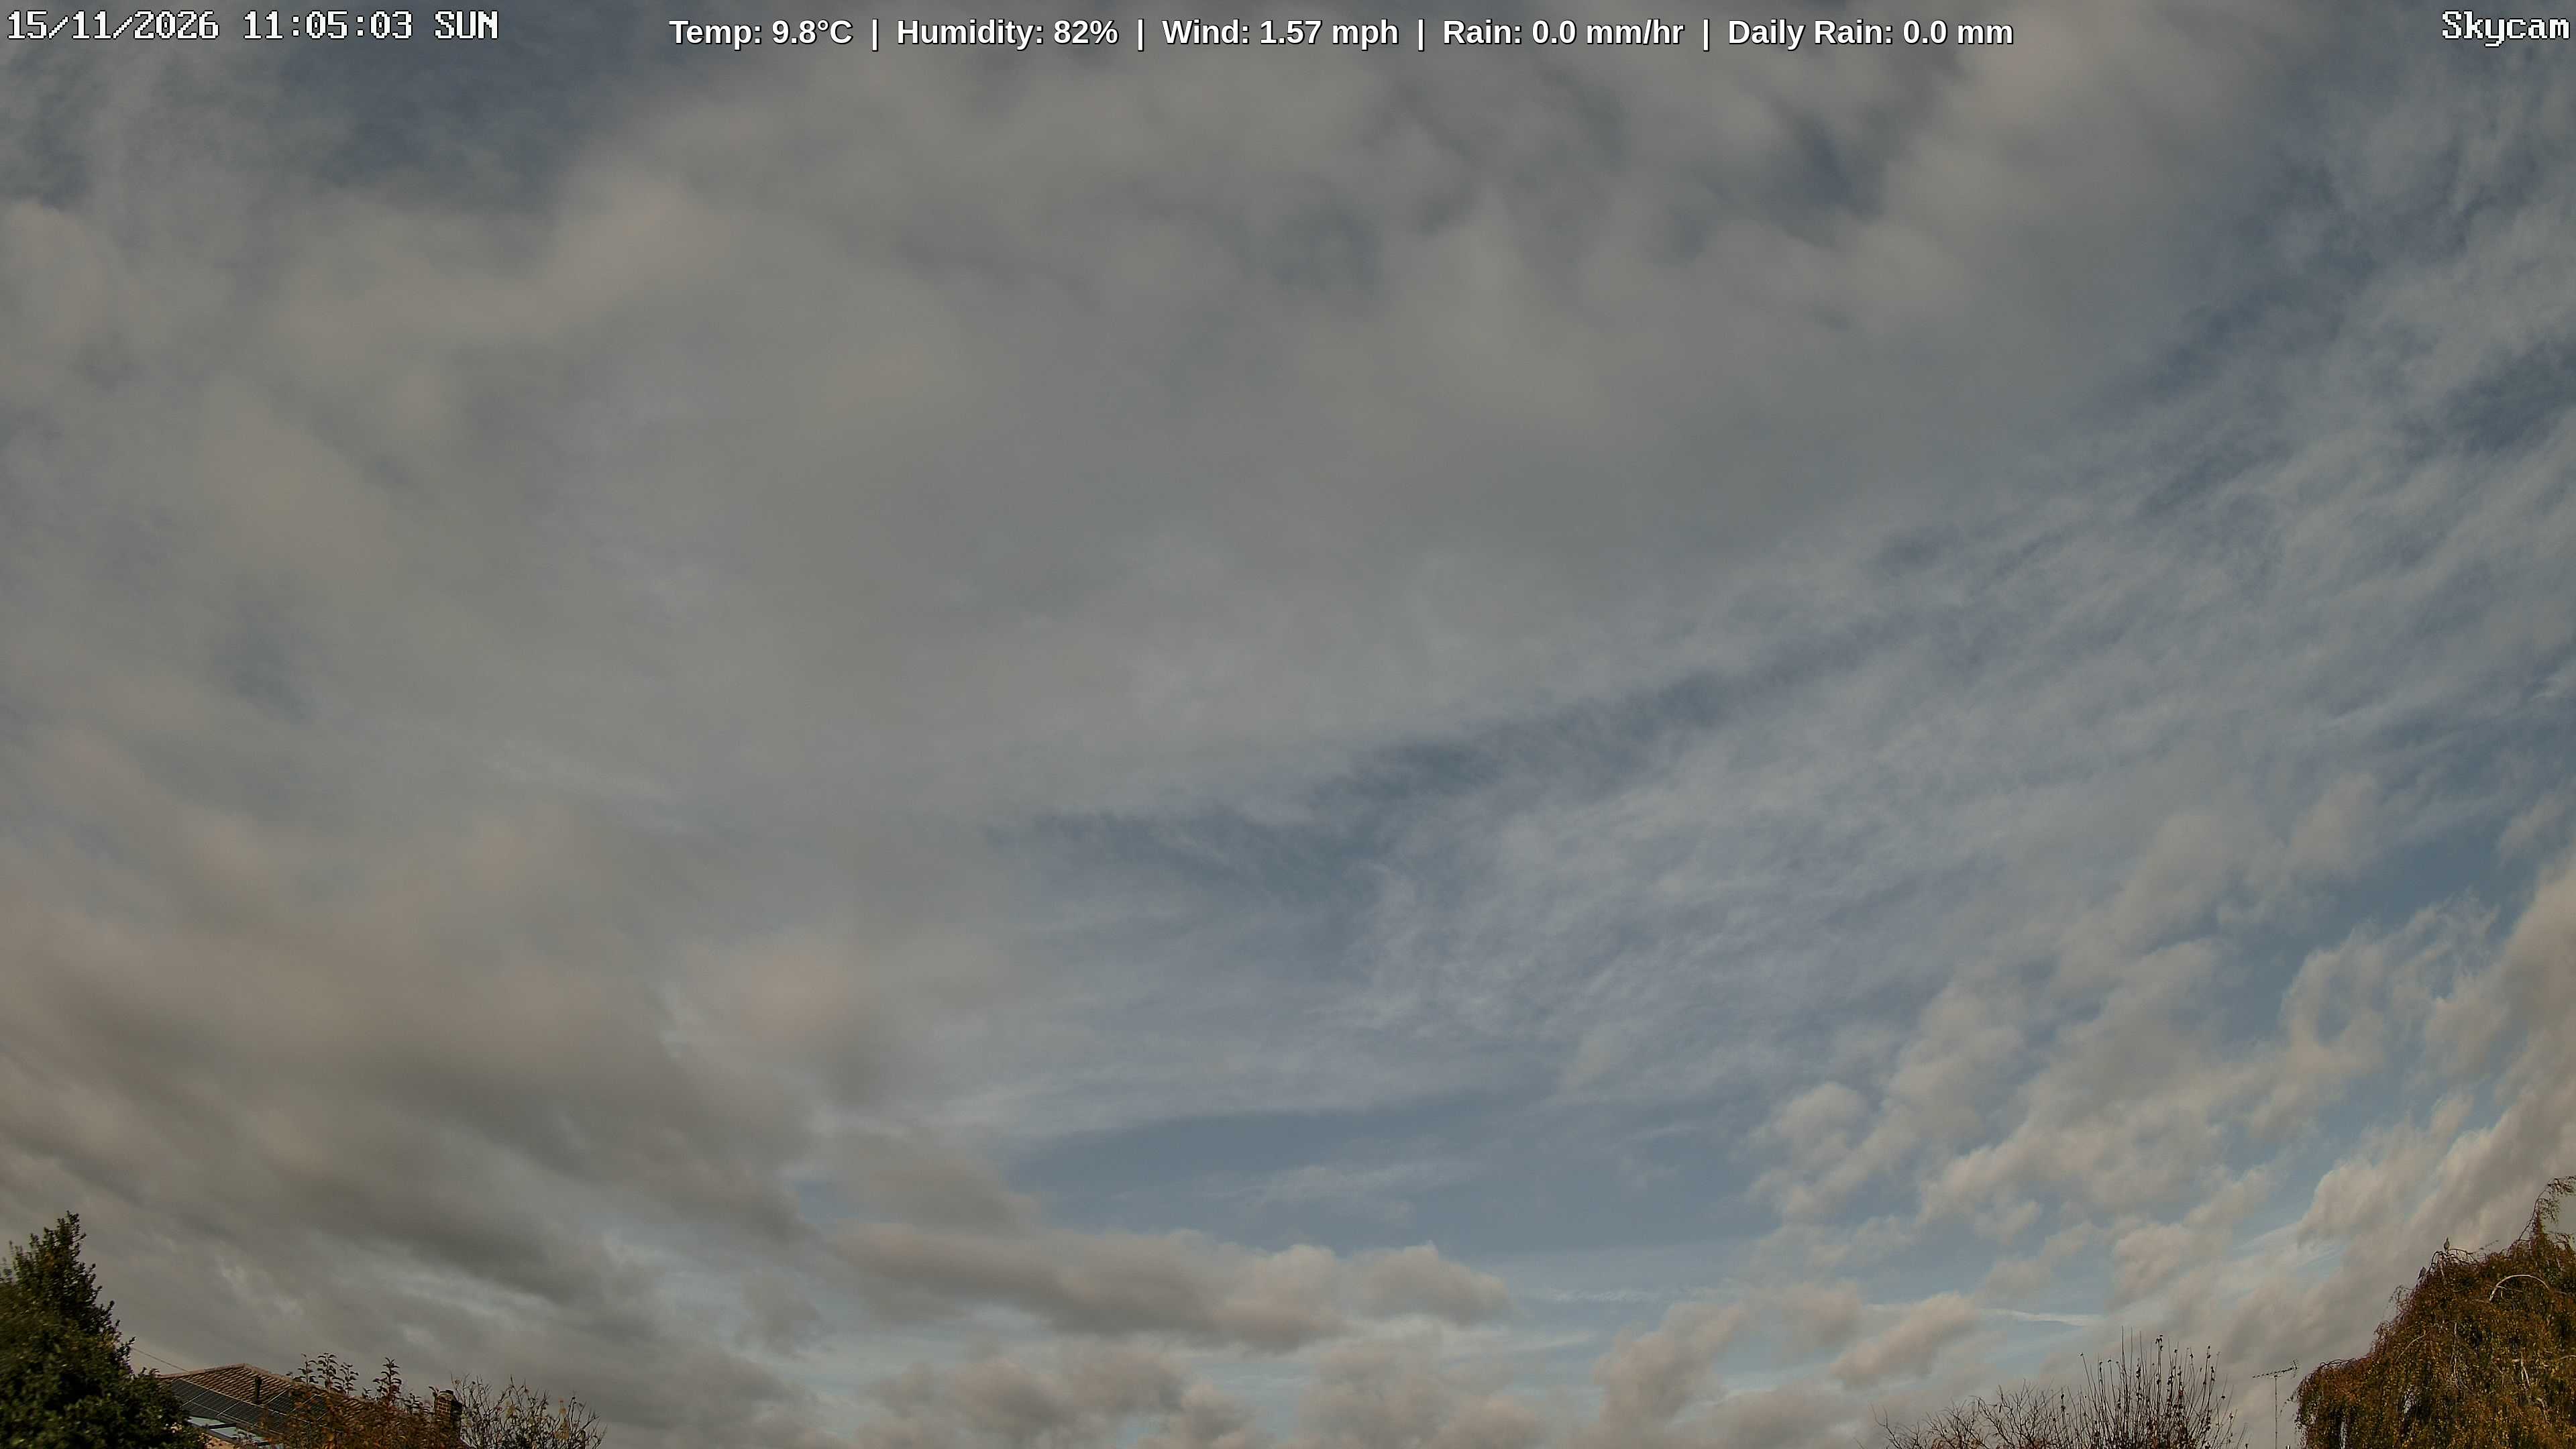 15/11/2026 11:05:03 SUN
Temp: 9.8°C | Humidity: 82% | Wind: 1.57 mph | Rain: 0.0 mm/hr | Daily Rain: 0.0 mm
Skycam